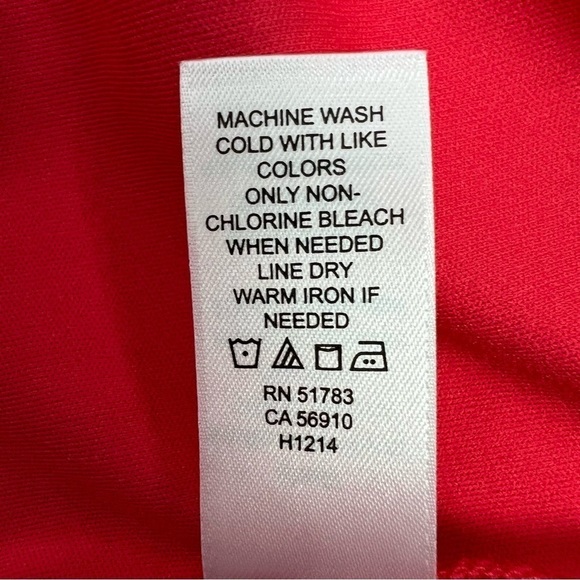 MACHINE WASH
COLD WITH LIKE
COLORS
ONLY NON-
CHLORINE BLEACH
WHEN NEEDED
LINE DRY
WARM IRON IF
NEEDED
RN 51783
CA 56910
H1214